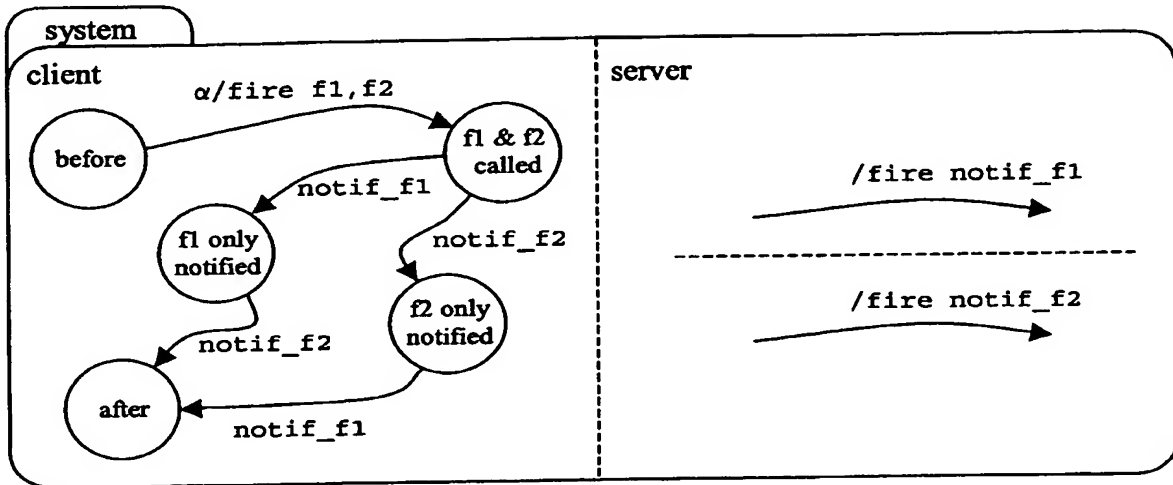 system
client
server
α/fire f1,f2
before
f1 & f2
called
notif_f1
/fire notif_f1
f1 only
notified
notif_f2
f2 only
notified
/fire notif_f2
notif_f2
after
notif_f1